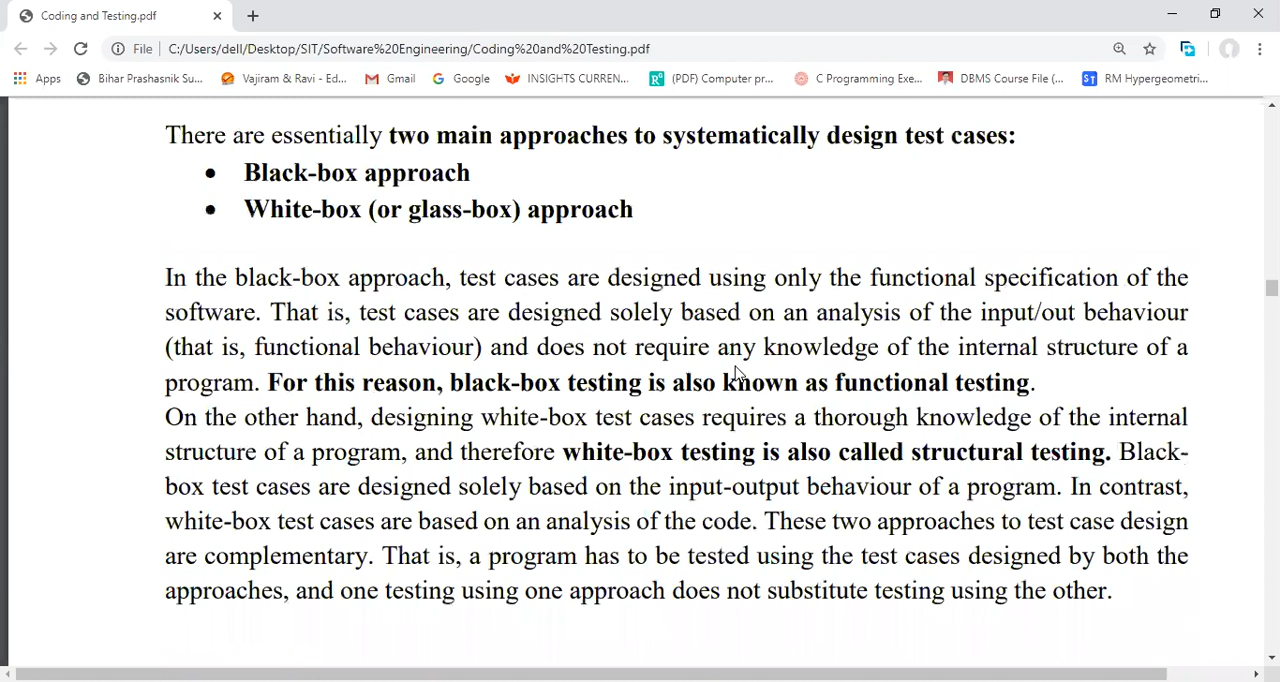 Coding and Testing.pdf
File C:/Users/dell/Desktop/SIT/Software%20Engineering/Coding%20and%20Testing.pdf
Apps Bihar Prashasnik Su... Vajiram & Ravi - Ed... Gmail Google INSIGHTS CURREN... (PDF) Computer pr... C Programming Exe... DBMS Course File (... RM Hypergeometri...
There are essentially two main approaches to systematically design test cases:
• Black-box approach
• White-box (or glass-box) approach
In the black-box approach, test cases are designed using only the functional specification of the
software. That is, test cases are designed solely based on an analysis of the input/out behaviour
(that is, functional behaviour) and does not require any knowledge of the internal structure of a
program. For this reason, black-box testing is also known as functional testing.
On the other hand, designing white-box test cases requires a thorough knowledge of the internal
structure of a program, and therefore white-box testing is also called structural testing. Black-
box test cases are designed solely based on the input-output behaviour of a program. In contrast,
white-box test cases are based on an analysis of the code. These two approaches to test case design
are complementary. That is, a program has to be tested using the test cases designed by both the
approaches, and one testing using one approach does not substitute testing using the other.